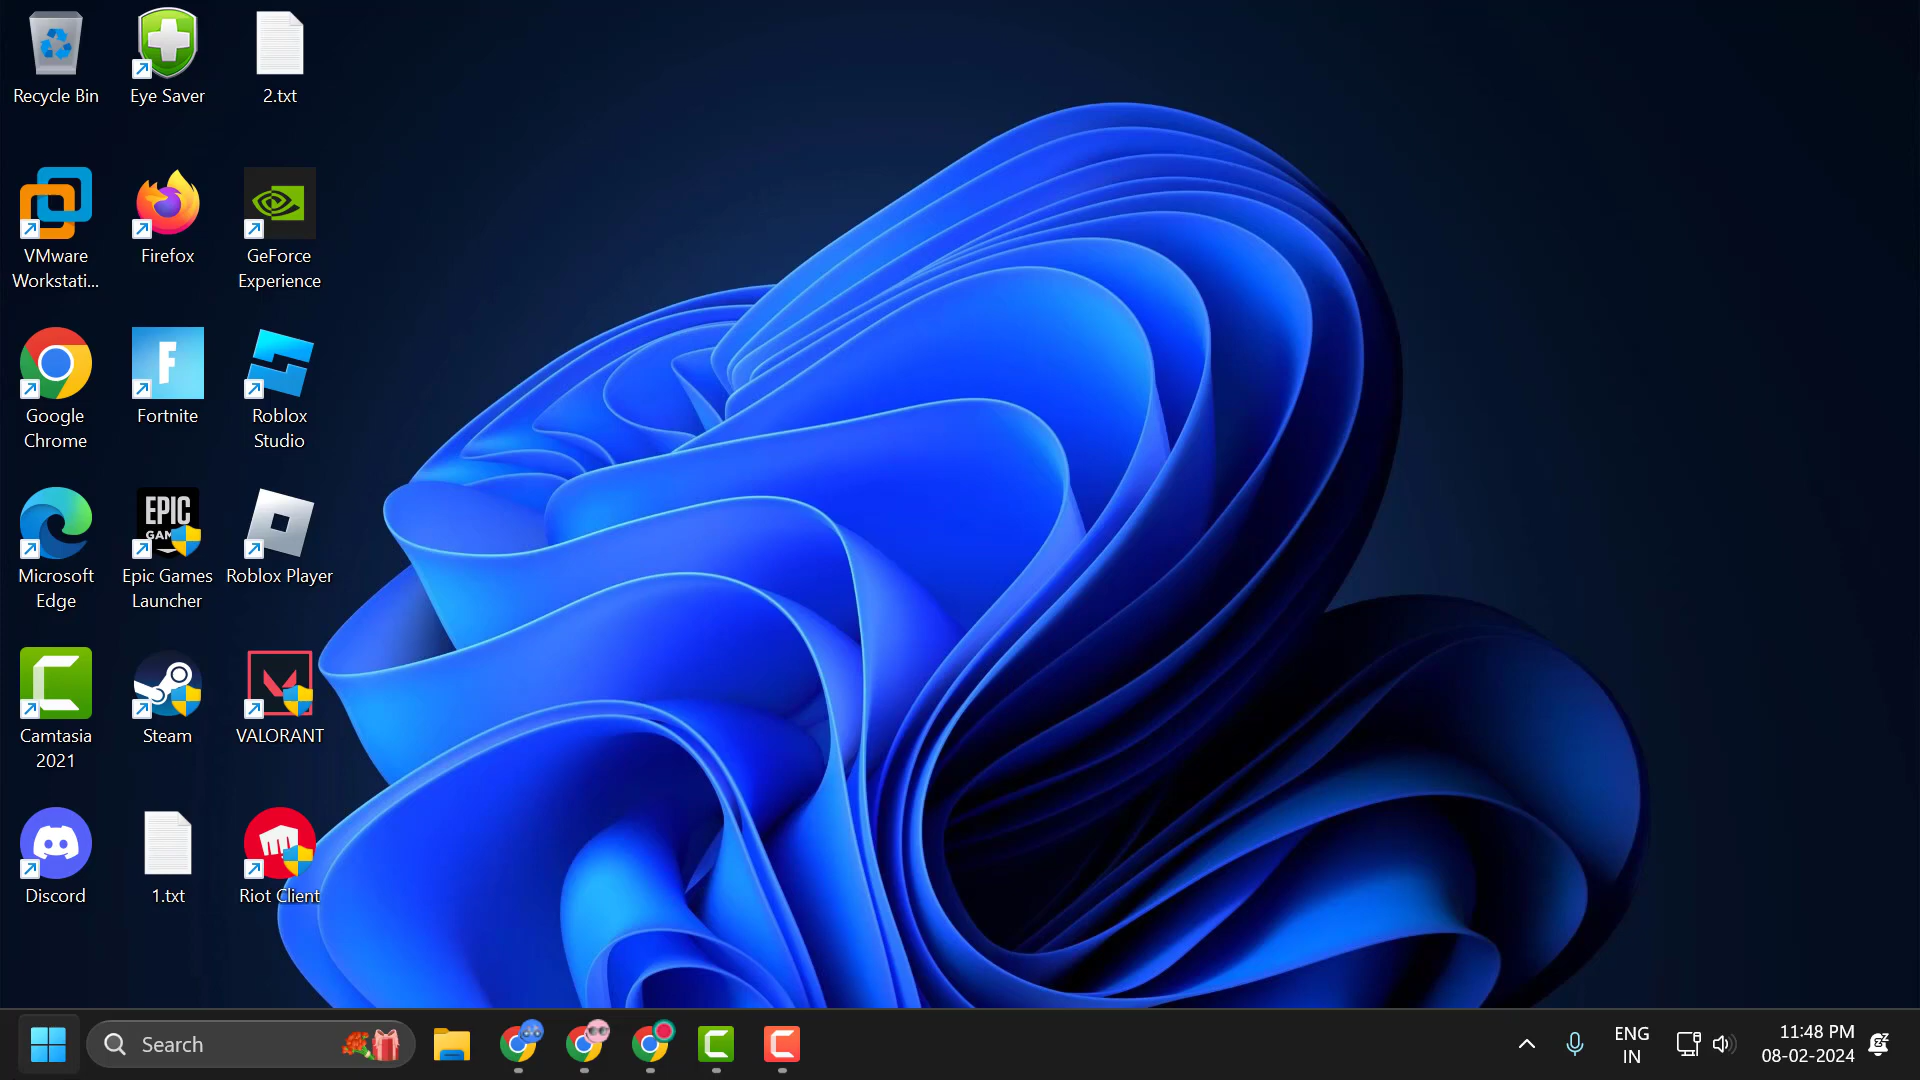 Recycle Bin
Eye Saver
2.txt
VMware
Workstati...
Firefox
GeForce
Experience
Google
Chrome
F
Fortnite
Roblox
Studio
Microsoft
Edge
EPIC
GAM
Epic Games
Launcher
Roblox Player
Camtasia
2021
Steam
VALORANT
Discord
1.txt
Riot Client
Search
ENG
IN
11:48 PM
08-02-2024